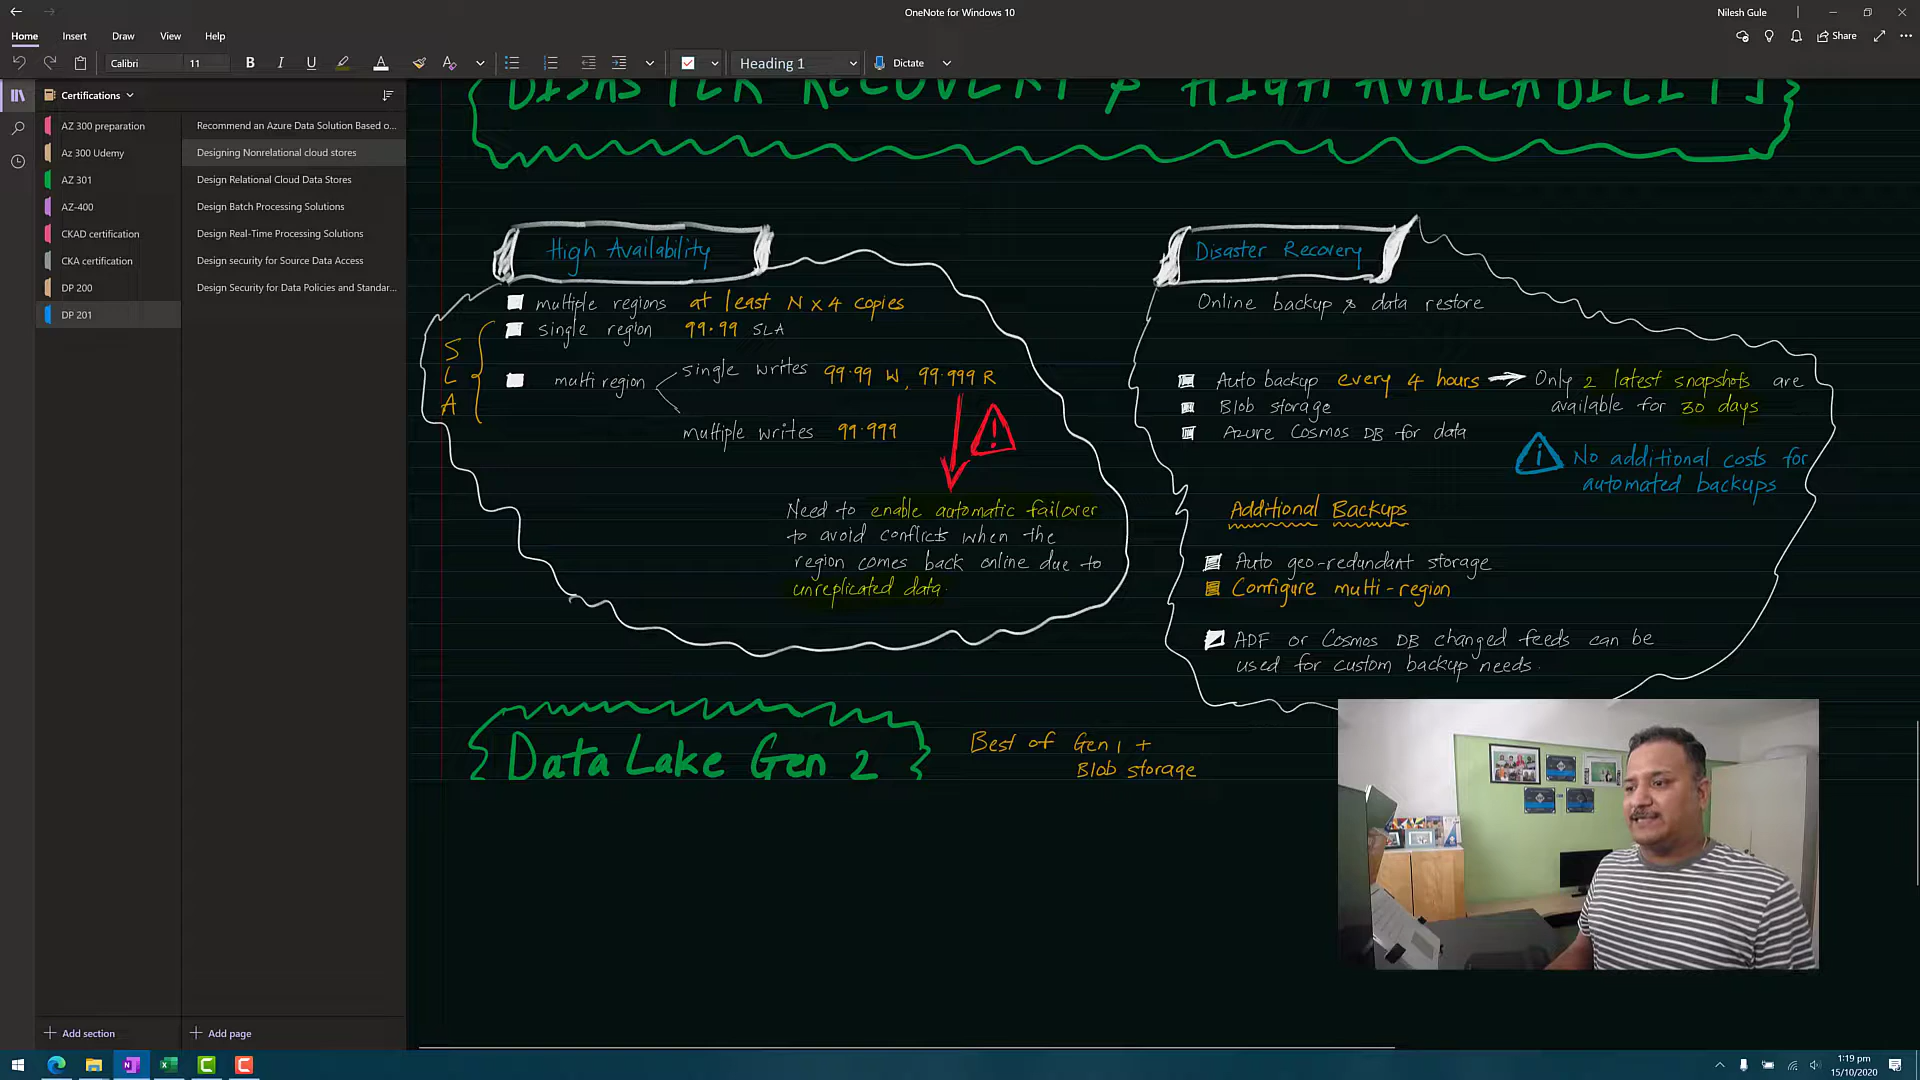 OneNote for Windows 10
Nilesh Gule
Home Insert Draw View Help
Share
Calibri 11 B I U A A Heading 1 Dictate
Certifications
AZ 300 preparation
Az 300 Udemy
AZ 301
AZ-400
CKAD certification
CKA certification
DP 200
DP 201
Recommend an Azure Data Solution Based o...
Designing Nonrelational cloud stores
Design Relational Cloud Data Stores
Design Batch Processing Solutions
Design Real-Time Processing Solutions
Design security for Source Data Access
Design Security for Data Policies and Standar...
DISASTER RECOVERY & HIGH AVAILABILITY
High Availability
multiple regions at least N x 4 copies
single region 99.99 SLA
SLA
multi region
single writes 99.99 W, 99.999 R
multiple writes 99.999
!
Need to enable automatic failover
to avoid conflicts when the
region comes back online due to
unreplicated data.
Disaster Recovery
Online backup & data restore
Auto backup every 4 hours → Only 2 latest snapshots are
available for 30 days
Blob storage
Azure Cosmos DB for data
i No additional costs for
automated backups
Additional Backups
Auto geo-redundant storage
Configure multi-region
ADF or Cosmos DB changed feeds can be
used for custom backup needs.
Data Lake Gen 2
Best of Gen 1 +
Blob storage
Add section
Add page
1:19 pm
15/10/2020